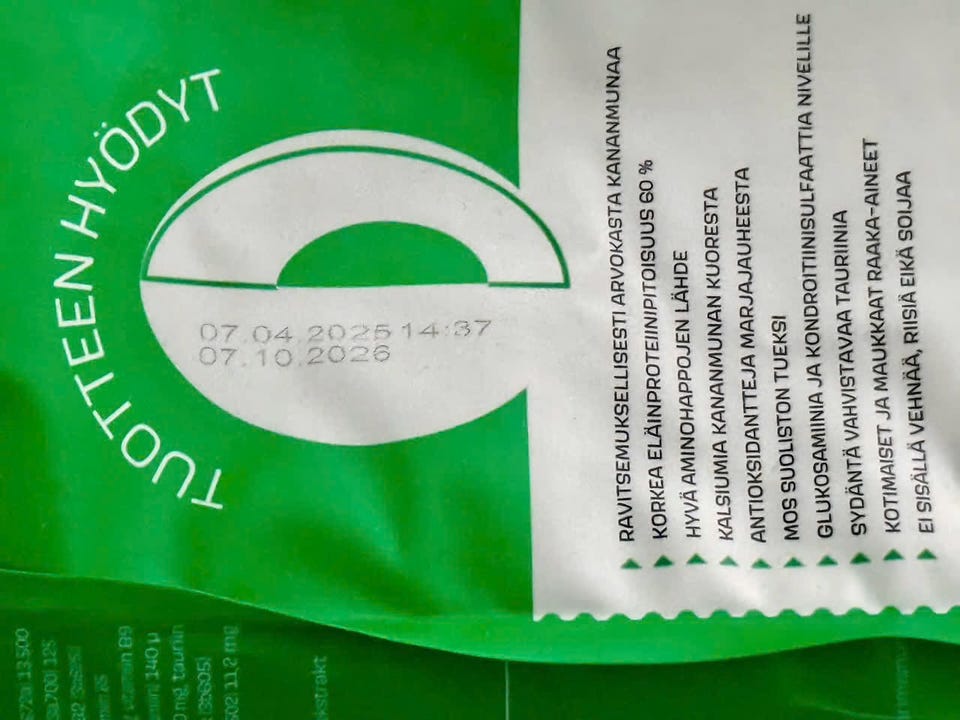 TUOTTEEN HYÖDYT
07.04.2025 14:37
07.10.2026
RAVITSEMUKSELLISESTI ARVOKASTA KANANMUNAA
KORKEA ELÄINPROTEIINIPITOISUUS 60 %
HYVÄ AMINOHAPPOJEN LÄHDE
KALSIUMIA KANANMUNAN KUORESTA
ANTIOKSIDANTTEJA MARJAJAUHEESTA
MOS SUOLISTON TUEKSI
GLUKOSAMIINIA JA KONDROITIINISULFAATTIA NIVELILLE
SYDÄNTÄ VAHVISTAVAA TAURIINIA
KOTIMAISET JA MAUKKAAT RAAKA-AINEET
EI SISÄLLÄ VEHNÄÄ, RIISIÄ EIKÄ SOIJAA